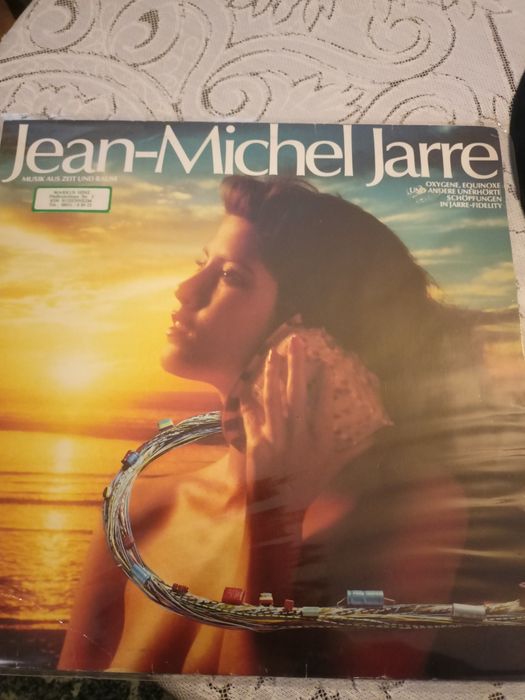 Jean-Michel Jarre
MUSIK AUS ZEIT UND RAUM
OXYGENE, EQUINOXE
UND ANDERE UNERHÖRTE
SCHÖPFUNGEN
IN JARRE-FIDELITY